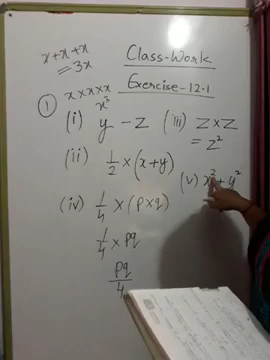 x+x+x
= 3x
Class-Work
Exercise-12.1
① x × x × x
x³
(i) y - z
(iii) z×z
= z²
(ii) 1/2 × (x+y)
(v) x²+ y²
(iv) 1/4 × (p×q)
1/4 × pq
pq/4